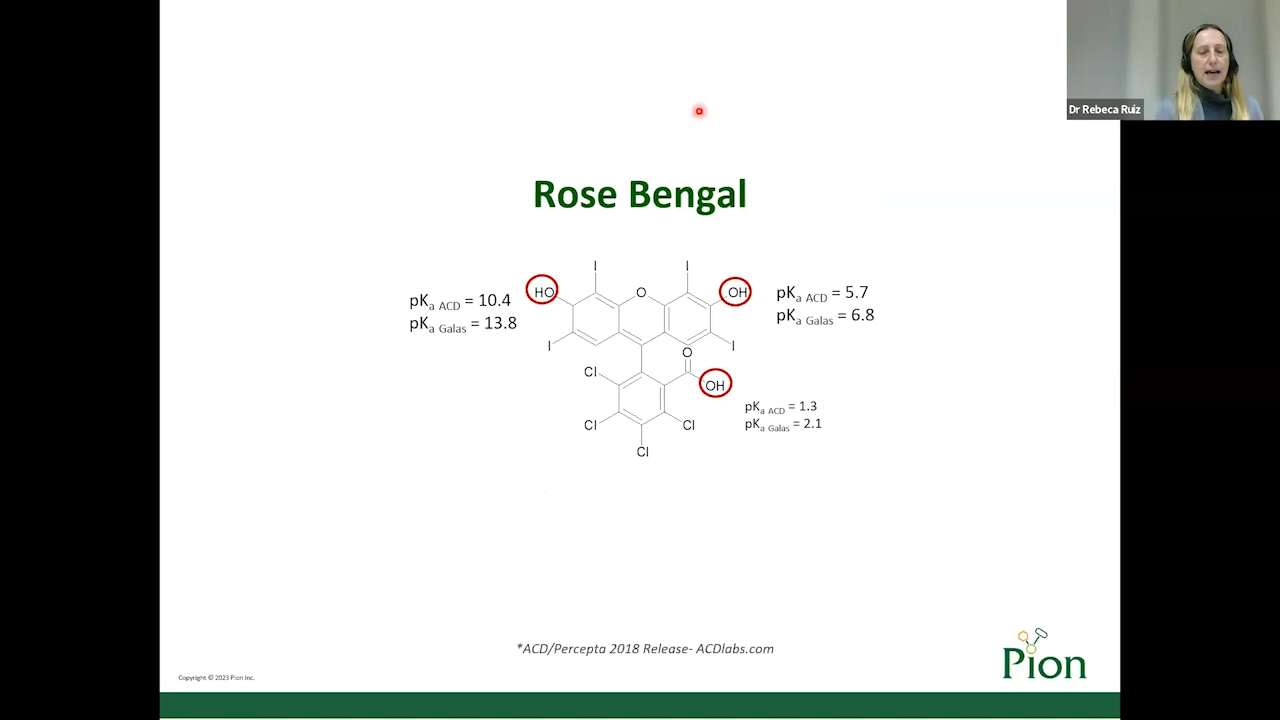 Dr Rebeca Ruiz
Rose Bengal
pKa ACD = 10.4
pKa Galas = 13.8
HO
I
O
I
OH
pKa ACD = 5.7
pKa Galas = 6.8
I
I
O
OH
Cl
Cl
Cl
Cl
pKa ACD = 1.3
pKa Galas = 2.1
*ACD/Percepta 2018 Release- ACDlabs.com
Copyright © 2023 Pion Inc.
Pion